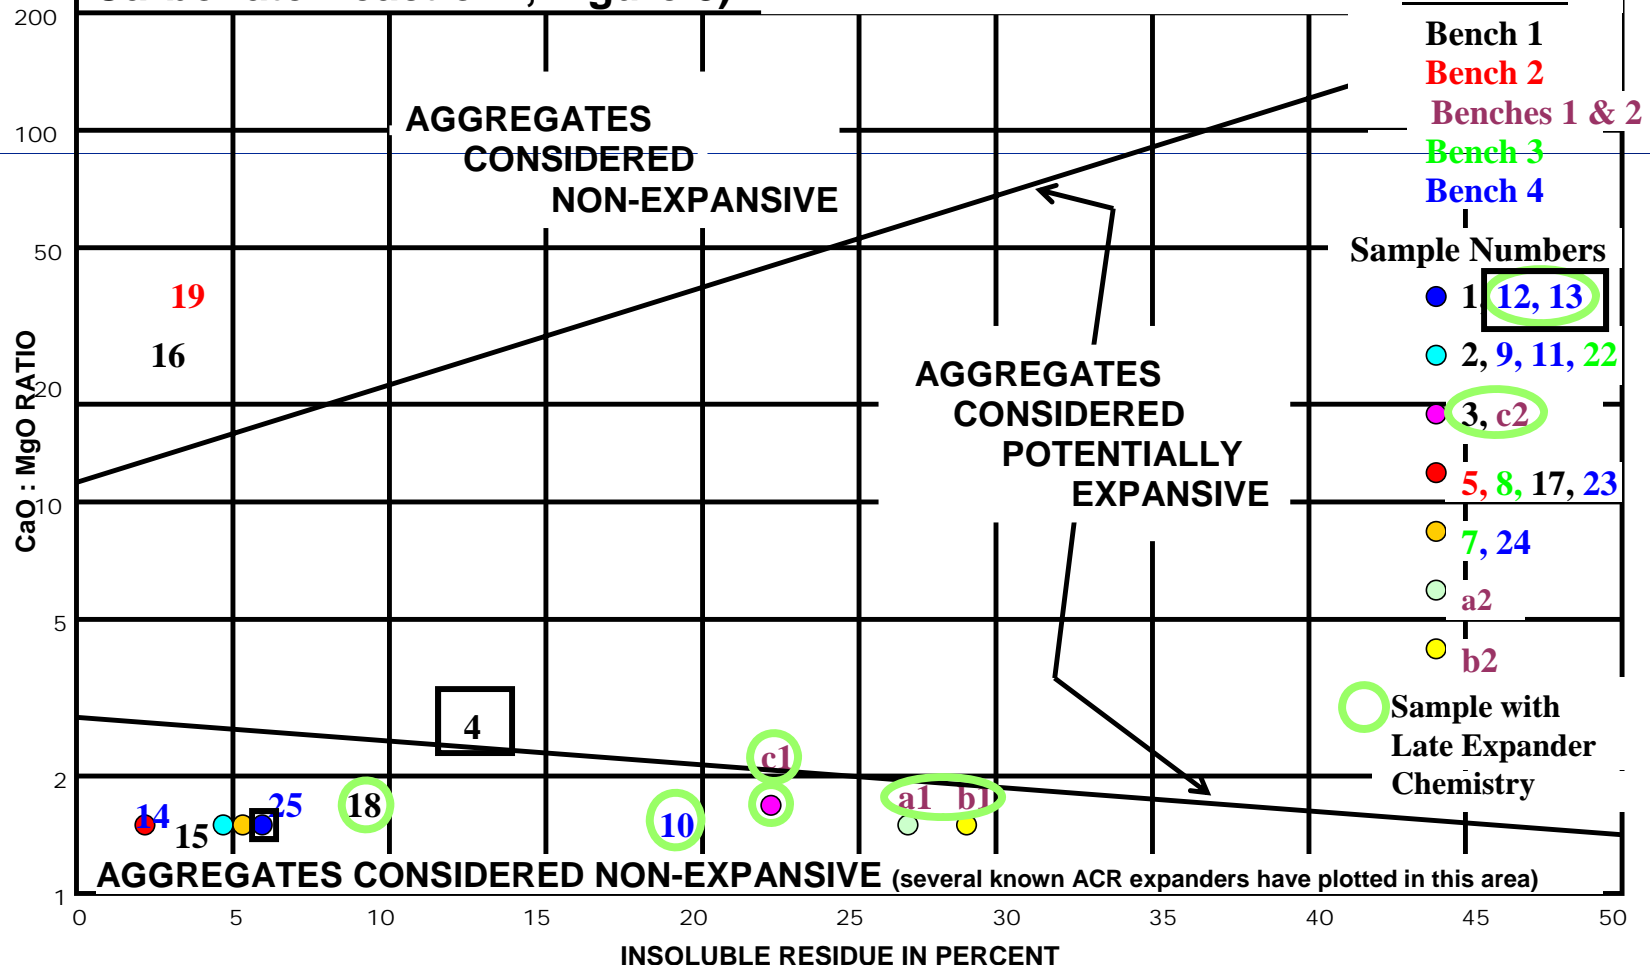 200
100
50
20
10
5
2
1
CaO : MgO RATIO
AGGREGATES
CONSIDERED
NON-EXPANSIVE
AGGREGATES
CONSIDERED
POTENTIALLY
EXPANSIVE
19
16
4
c1
14
15
25
18
10
a1 b1
AGGREGATES CONSIDERED NON-EXPANSIVE (several known ACR expanders have plotted in this area)
0 5 10 15 20 25 30 35 40 45 50
INSOLUBLE RESIDUE IN PERCENT
Bench 1
Bench 2
Benches 1 & 2
Bench 3
Bench 4
Sample Numbers
1, 12, 13
2, 9, 11, 22
3, c2
5, 8, 17, 23
7, 24
a2
b2
Sample with
Late Expander
Chemistry